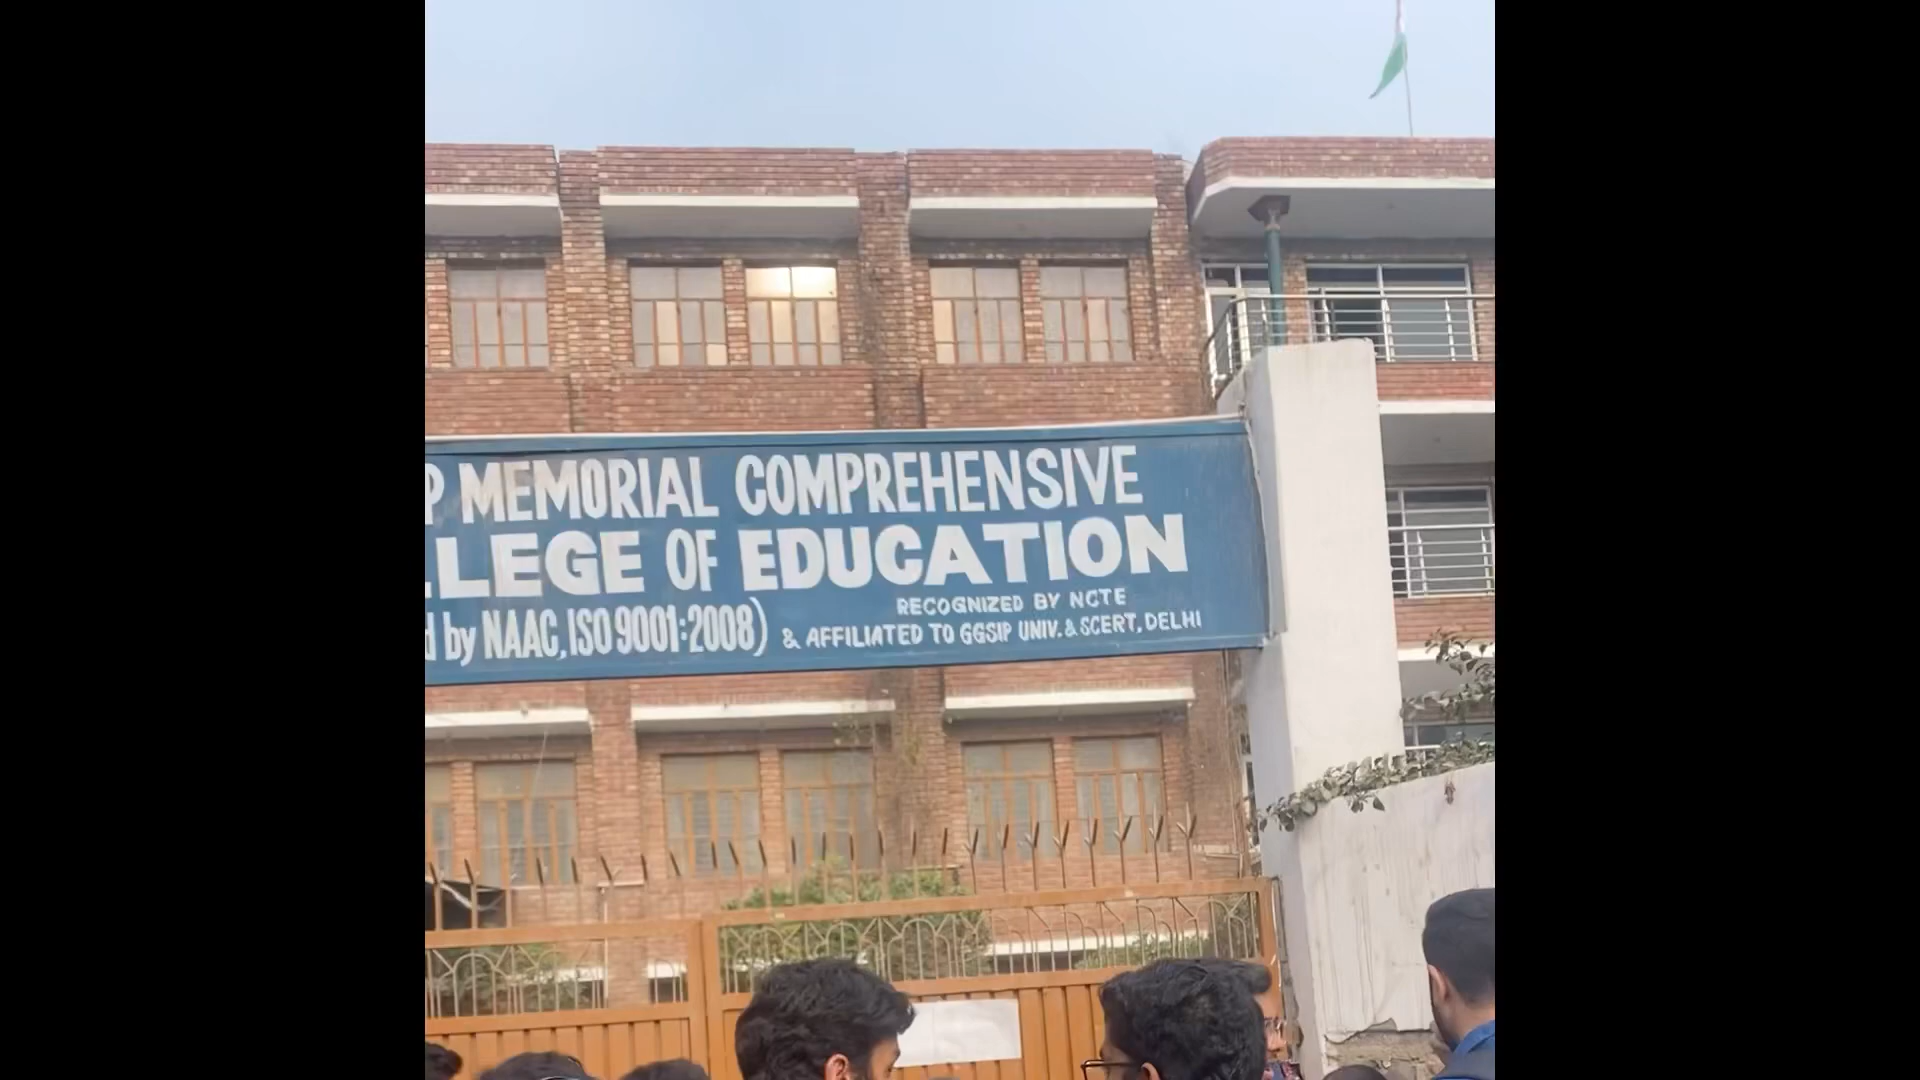 P MEMORIAL COMPREHENSIVE
LLEGE OF EDUCATION
d by NAAC, ISO 9001:2008)
RECOGNIZED BY NCTE
& AFFILIATED TO GGSIP UNIV. & SCERT, DELHI